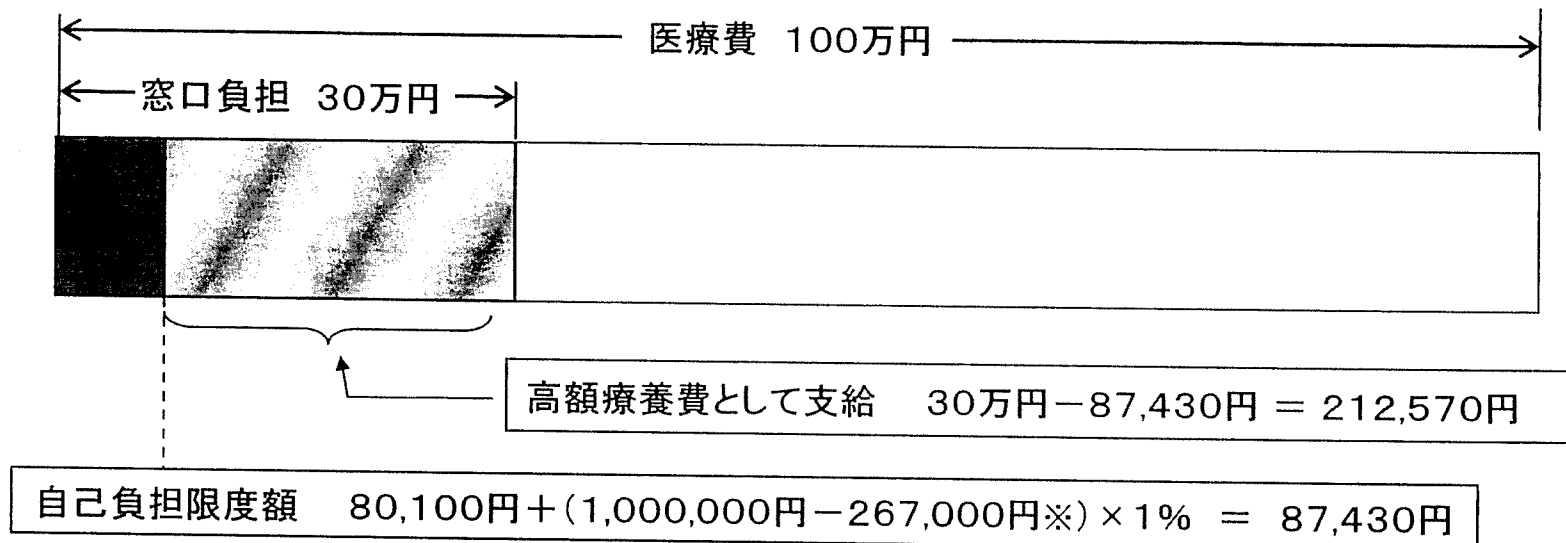 医療費 100万円
窓口負担 30万円
高額療養費として支給 30万円－87,430円 = 212,570円
自己負担限度額 80,100円＋(1,000,000円－267,000円※)×1% = 87,430円